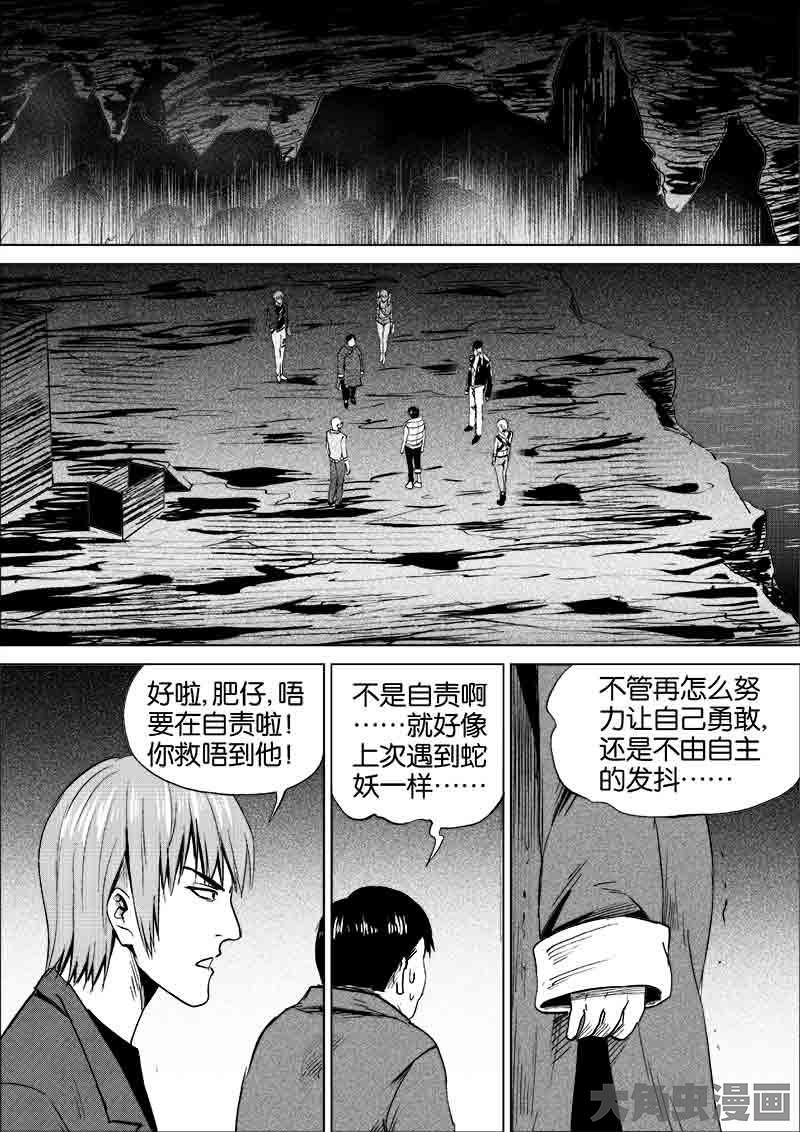 好啦,肥仔,唔
要在自责啦!
你救唔到他!
不是自责啊
……就好像
上次遇到蛇
妖一样……
不管再怎么努
力让自己勇敢,
还是不由自主
的发抖……
大角虫漫画